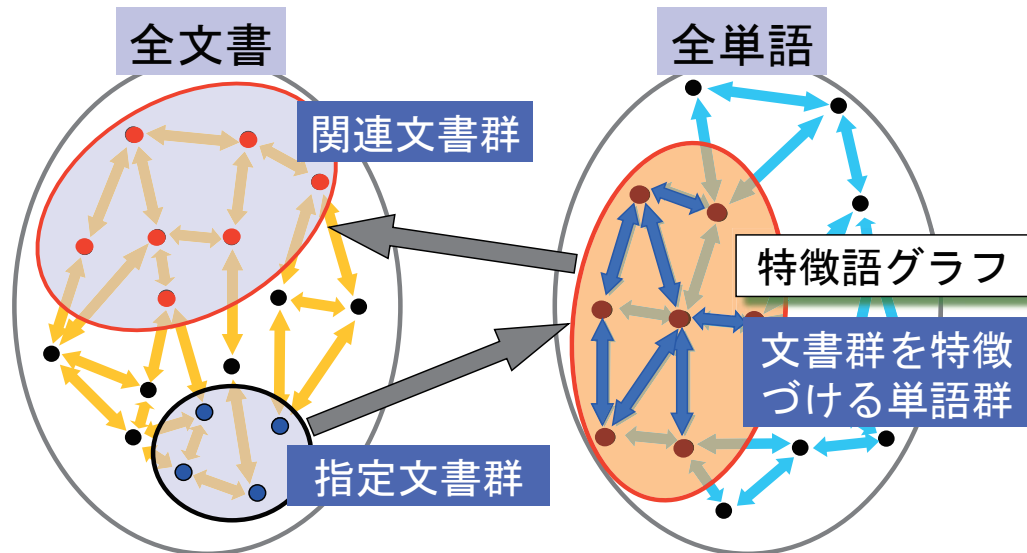 全文書
全単語
関連文書群
特徴語グラフ
文書群を特徴
づける単語群
指定文書群